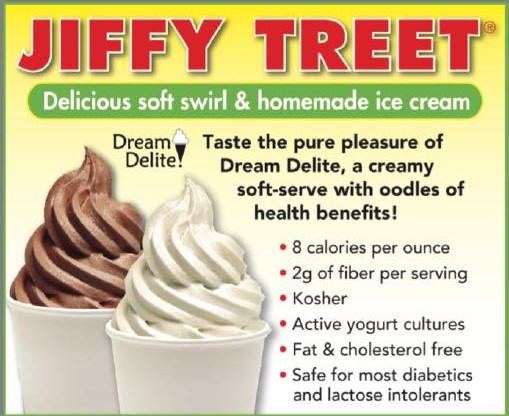 JIFFY TREET®
Delicious soft swirl & homemade ice cream
Dream
Delite!
Taste the pure pleasure of
Dream Delite, a creamy
soft-serve with oodles of
health benefits!
• 8 calories per ounce
• 2g of fiber per serving
• Kosher
• Active yogurt cultures
• Fat & cholesterol free
• Safe for most diabetics
and lactose intolerants